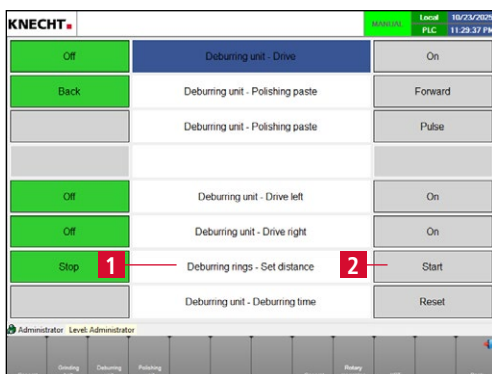 KNECHT
MANUAL
Local 10/23/2025
PLC 11:29:37 PM
Off Deburring unit - Drive On
Back Deburring unit - Polishing paste Forward
Deburring unit - Polishing paste Pulse
Off Deburring unit - Drive left On
Off Deburring unit - Drive right On
Stop 1 Deburring rings - Set distance 2 Start
Deburring unit - Deburring time Reset
Administrator Level: Administrator
Grinding Deburring Polishing Rotary